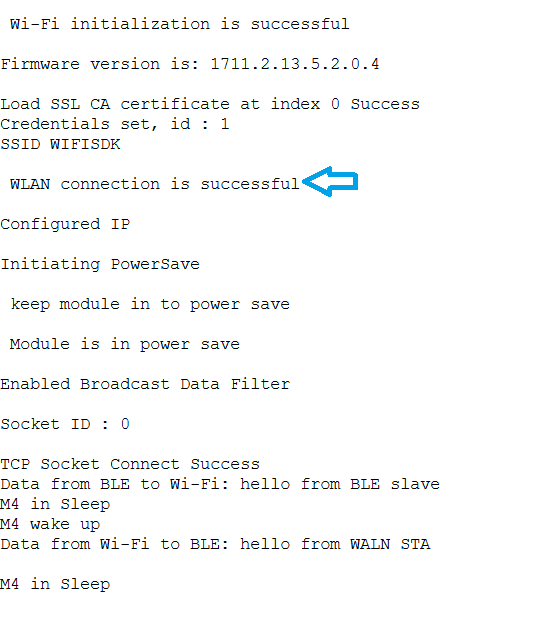 Wi-Fi initialization is successful
Firmware version is: 1711.2.13.5.2.0.4
Load SSL CA certificate at index 0 Success
Credentials set, id : 1
SSID WIFISDK
WLAN connection is successful
Configured IP
Initiating PowerSave
keep module in to power save
Module is in power save
Enabled Broadcast Data Filter
Socket ID : 0
TCP Socket Connect Success
Data from BLE to Wi-Fi: hello from BLE slave
M4 in Sleep
M4 wake up
Data from Wi-Fi to BLE: hello from WALN STA
M4 in Sleep